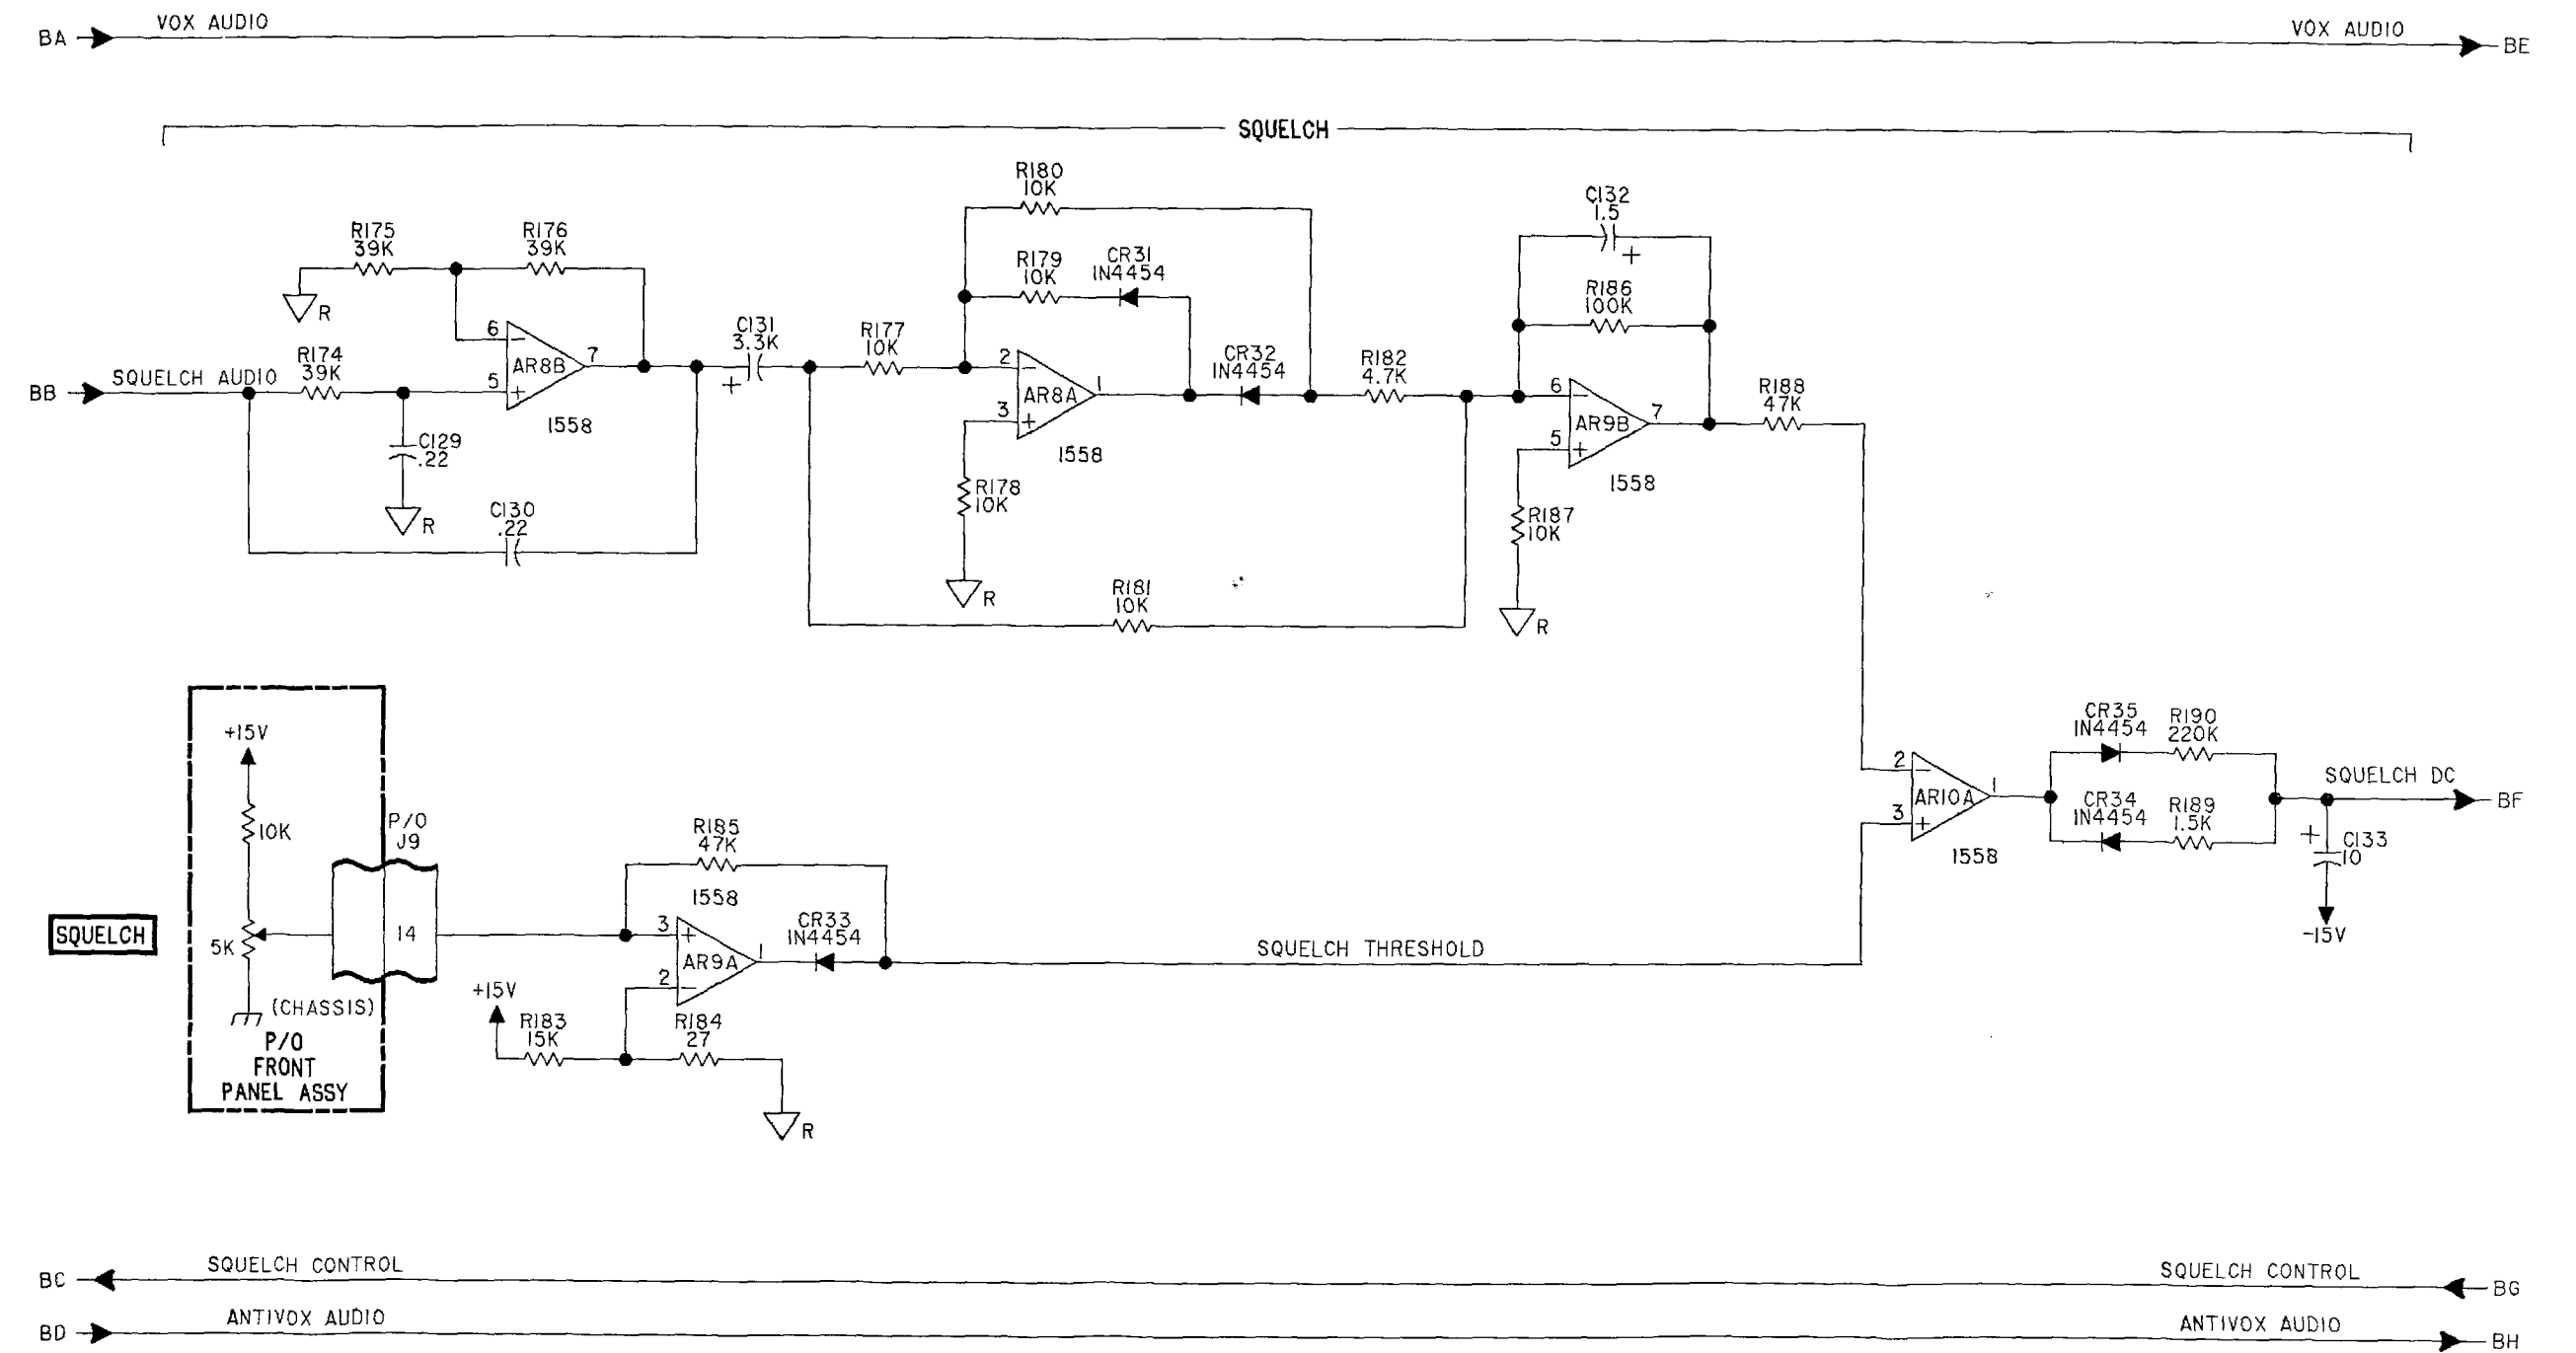 VOX AUDIO
VOX AUDIO
BA
BE
SQUELCH
R180
10K
C132
1.5
R175
39K
R176
39K
R179
10K
CR31
1N4454
R186
100K
R
6
AR8B
7
5
1558
C131
3.3K
R177
10K
2
AR8A
1
3
1558
CR32
1N4454
R182
4.7K
6
AR9B
7
5
1558
R188
47K
BB
SQUELCH AUDIO
R174
39K
C129
.22
R
C130
.22
R178
10K
R
R187
10K
R
R181
10K
+15V
10K
5K
P/O
J9
14
SQUELCH
(CHASSIS)
P/O
FRONT
PANEL ASSY
R185
47K
1558
3
AR9A
1
2
CR33
1N4454
SQUELCH THRESHOLD
+15V
R183
15K
R184
27
R
2
AR10A
1
3
1558
CR35
1N4454
R190
220K
CR34
1N4454
R189
1.5K
SQUELCH DC
BF
C133
10
-15V
SQUELCH CONTROL
SQUELCH CONTROL
BC
BG
ANTIVOX AUDIO
ANTIVOX AUDIO
BD
BH